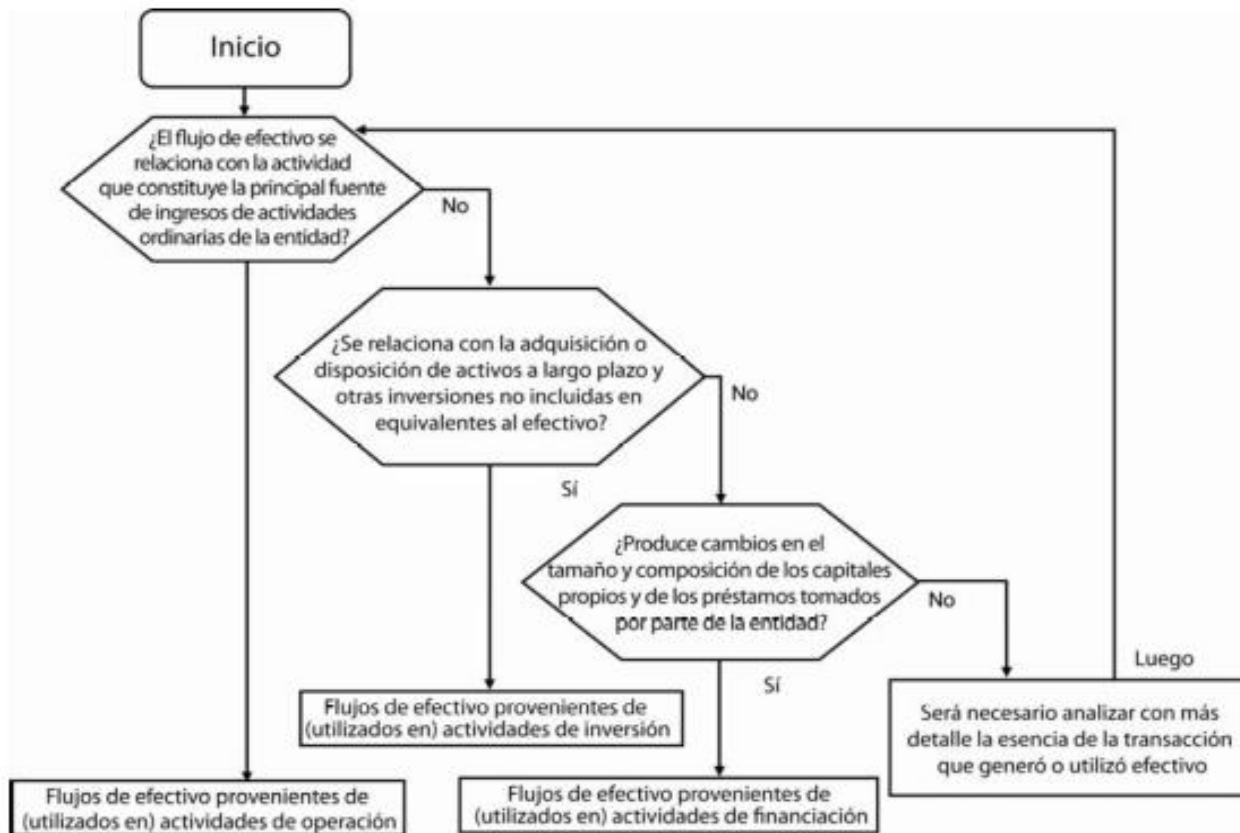 Inicio
¿El flujo de efectivo se
relaciona con la actividad
que constituye la principal fuente
de ingresos de actividades
ordinarias de la entidad?
No
¿Se relaciona con la adquisición o
disposición de activos a largo plazo y
otras inversiones no incluidas en
equivalentes al efectivo?
No
Sí
¿Produce cambios en el
tamaño y composición de los capitales
propios y de los préstamos tomados
por parte de la entidad?
No
Sí
Luego
Será necesario analizar con más
detalle la esencia de la transacción
que generó o utilizó efectivo
Flujos de efectivo provenientes de
(utilizados en) actividades de inversión
Flujos de efectivo provenientes de
(utilizados en) actividades de operación
Flujos de efectivo provenientes de
(utilizados en) actividades de financiación